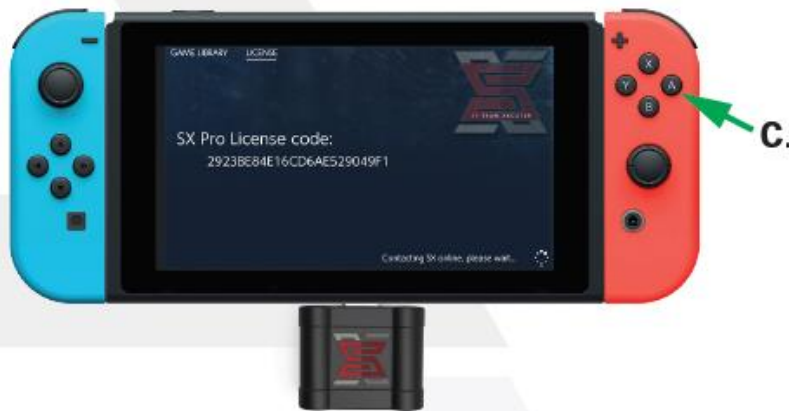 GAME LIBRARY LICENSE
SX Pro License code:
2923BE84E16CD6AE529049F1
Contacting SX online, please wait...
X
Y A
B
C.